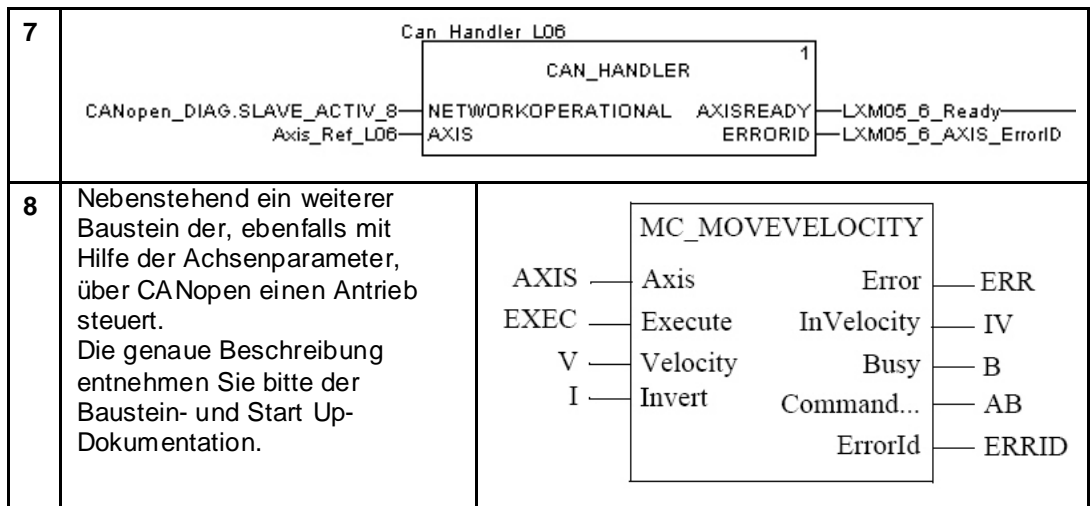 7
Can_Handler_L06
1
CAN_HANDLER
CANopen_DIAG.SLAVE_ACTIV_8 NETWORKOPERATIONAL AXISREADY LXM05_6_Ready
Axis_Ref_L06 AXIS ERRORID LXM05_6_AXIS_ErrorID
8
Nebenstehend ein weiterer
Baustein der, ebenfalls mit
Hilfe der Achsenparameter,
über CANopen einen Antrieb
steuert.
Die genaue Beschreibung
entnehmen Sie bitte der
Baustein- und Start Up-
Dokumentation.
MC_MOVEVELOCITY
AXIS Axis Error ERR
EXEC Execute InVelocity IV
V Velocity Busy B
I Invert Command... AB
ErrorId ERRID